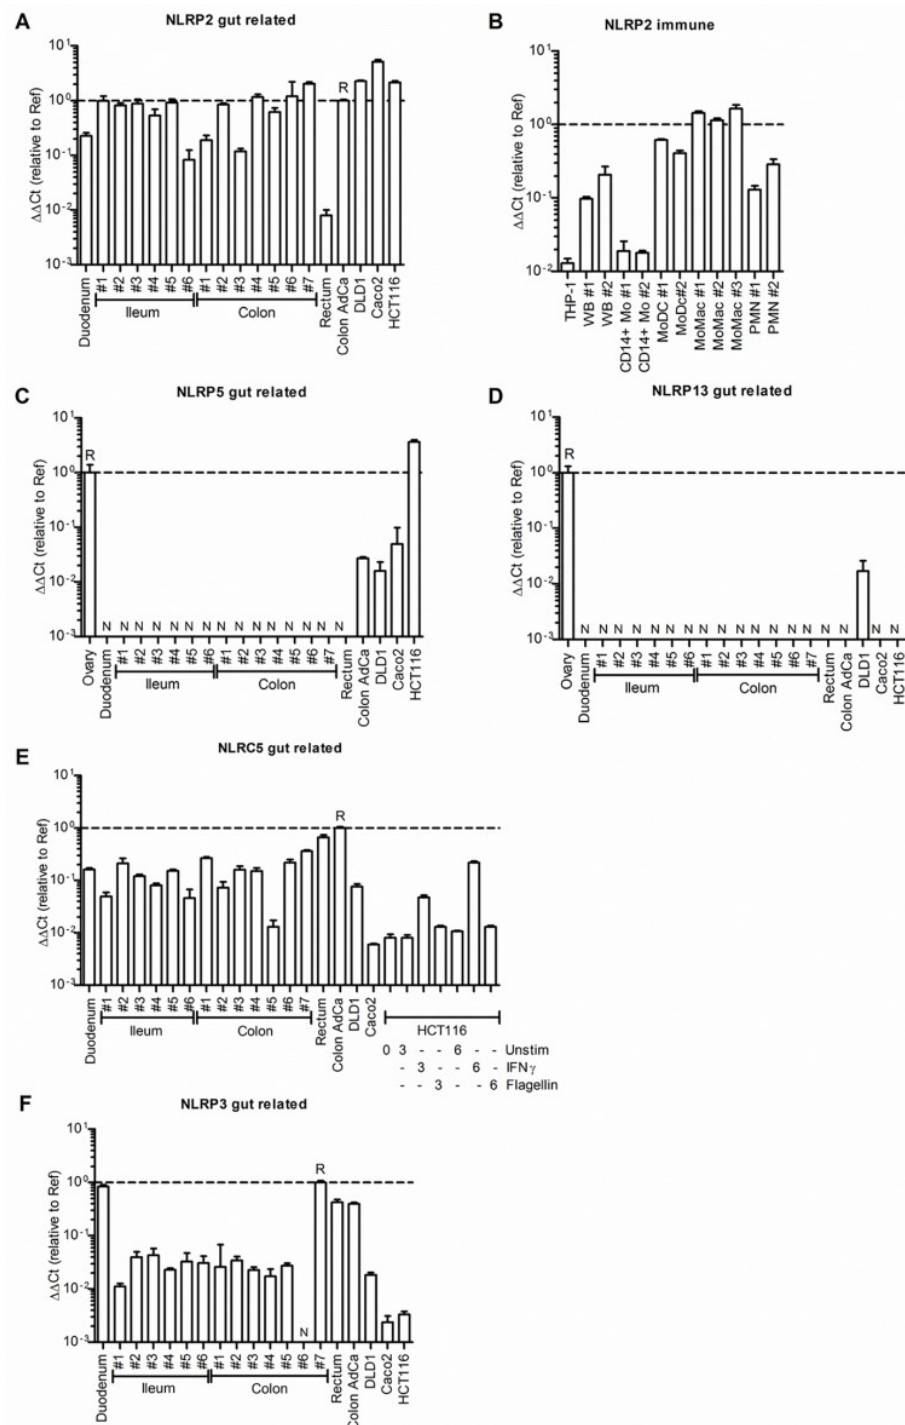 A
NLRP2 gut related
ΔΔCt (relative to Ref)
10¹
10⁰
10⁻¹
10⁻²
10⁻³
R
Duodenum
#1
#2
#3
#4
#5
#6
#1
#2
#3
#4
#5
#6
#7
Rectum
Colon AdCa
DLD1
Caco2
HCT116
Ileum
Colon
B
NLRP2 immune
ΔΔCt (relative to Ref)
10¹
10⁰
10⁻¹
10⁻²
THP-1
WB #1
WB #2
CD14+ Mo #1
CD14+ Mo #2
MoDC #1
MoDc#2
MoMac #1
MoMac #2
MoMac #3
PMN #1
PMN #2
C
NLRP5 gut related
ΔΔCt (relative to Ref)
10¹
10⁰
10⁻¹
10⁻²
10⁻³
R
N N N N N N N N N N N N N N N
Ovary
Duodenum
#1
#2
#3
#4
#5
#6
#1
#2
#3
#4
#5
#6
#7
Rectum
Colon AdCa
DLD1
Caco2
HCT116
Ileum
Colon
D
NLRP13 gut related
ΔΔCt (relative to Ref)
10¹
10⁰
10⁻¹
10⁻²
10⁻³
R
N N N N N N N N N N N N N N N N N N
Ovary
Duodenum
#1
#2
#3
#4
#5
#6
#1
#2
#3
#4
#5
#6
#7
Rectum
Colon AdCa
DLD1
Caco2
HCT116
Ileum
Colon
E
NLRC5 gut related
ΔΔCt (relative to Ref)
10¹
10⁰
10⁻¹
10⁻²
10⁻³
R
Duodenum
#1
#2
#3
#4
#5
#6
#1
#2
#3
#4
#5
#6
#7
Rectum
Colon AdCa
DLD1
Caco2
Ileum
Colon
HCT116
0 3 - - 6 - - Unstim
- 3 - - 6 - IFNγ
- - 3 - - 6 Flagellin
F
NLRP3 gut related
ΔΔCt (relative to Ref)
10¹
10⁰
10⁻¹
10⁻²
10⁻³
R
N
Duodenum
#1
#2
#3
#4
#5
#6
#1
#2
#3
#4
#5
#6
#7
Rectum
Colon AdCa
DLD1
Caco2
HCT116
Ileum
Colon